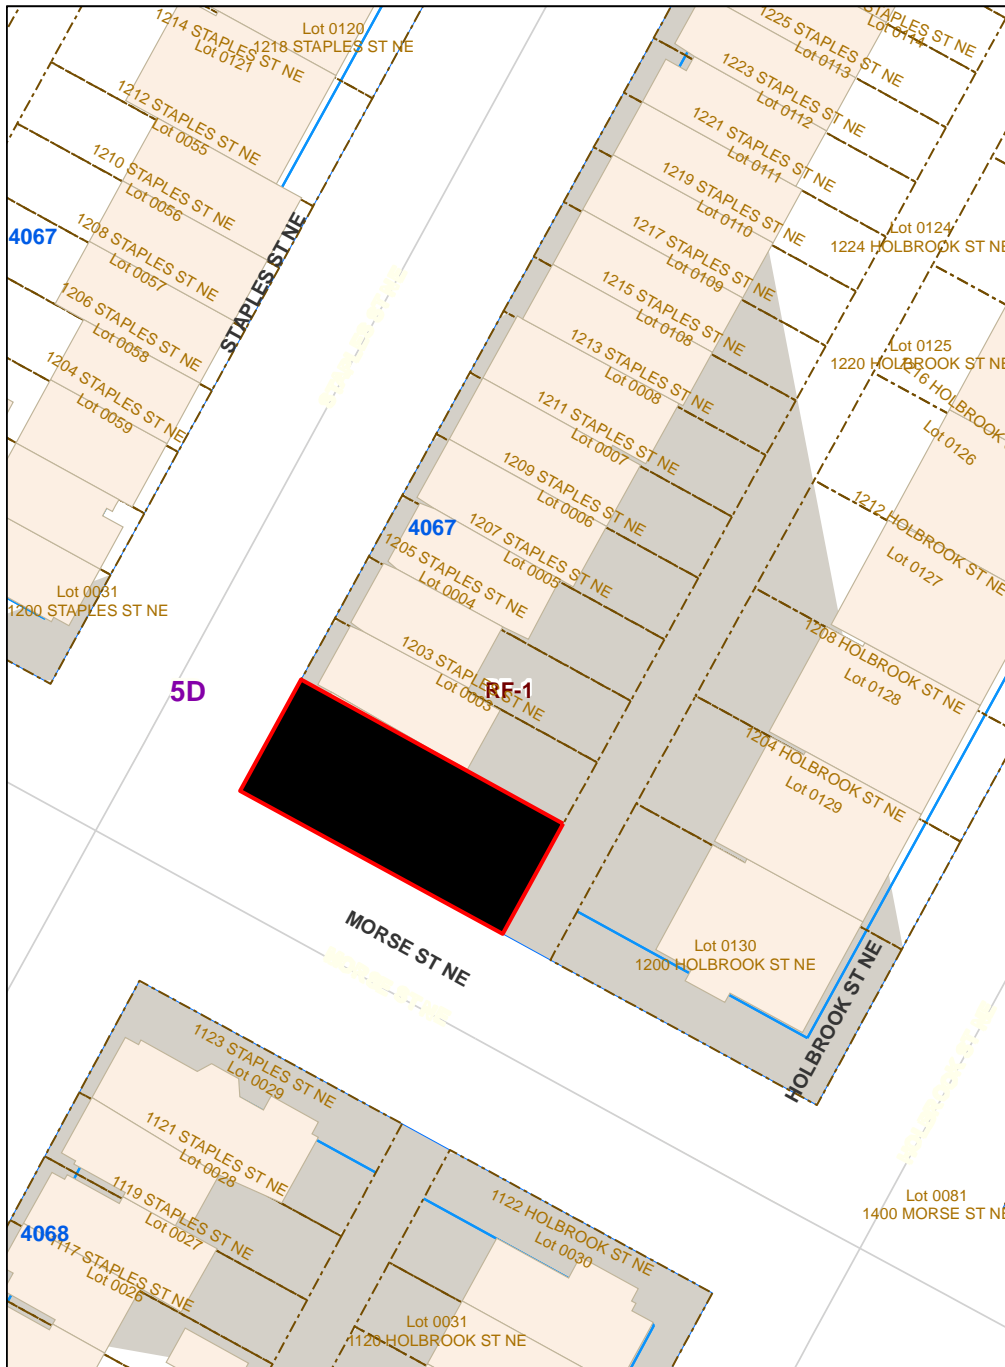 1214 STAPLES ST NE
Lot 0121
Lot 0120
1218 STAPLES ST NE
1212 STAPLES ST NE
Lot 0055
1210 STAPLES ST NE
Lot 0056
1208 STAPLES ST NE
Lot 0057
1206 STAPLES ST NE
Lot 0058
1204 STAPLES ST NE
Lot 0059
4067
STAPLES ST NE
Lot 0031
1200 STAPLES ST NE
5D
STAPLES ST NE
Lot 0114
1225 STAPLES ST NE
Lot 0113
1223 STAPLES ST NE
Lot 0112
1221 STAPLES ST NE
Lot 0111
1219 STAPLES ST NE
Lot 0110
1217 STAPLES ST NE
Lot 0109
1215 STAPLES ST NE
Lot 0108
1213 STAPLES ST NE
Lot 0008
1211 STAPLES ST NE
Lot 0007
1209 STAPLES ST NE
Lot 0006
4067
1207 STAPLES ST NE
Lot 0005
1205 STAPLES ST NE
Lot 0004
1203 STAPLES ST NE
Lot 0003
RF-1
Lot 0124
1224 HOLBROOK ST NE
Lot 0125
1220 HOLBROOK ST NE
1216 HOLBROOK
Lot 0126
1212 HOLBROOK ST NE
Lot 0127
1208 HOLBROOK ST NE
Lot 0128
1204 HOLBROOK ST NE
Lot 0129
Lot 0130
1200 HOLBROOK ST NE
HOLBROOK ST NE
MORSE ST NE
1123 STAPLES ST NE
Lot 0029
1121 STAPLES ST NE
Lot 0028
1119 STAPLES ST NE
Lot 0027
4068
1117 STAPLES ST NE
Lot 0026
1122 HOLBROOK ST NE
Lot 0030
Lot 0031
1120 HOLBROOK ST NE
Lot 0081
1400 MORSE ST NE